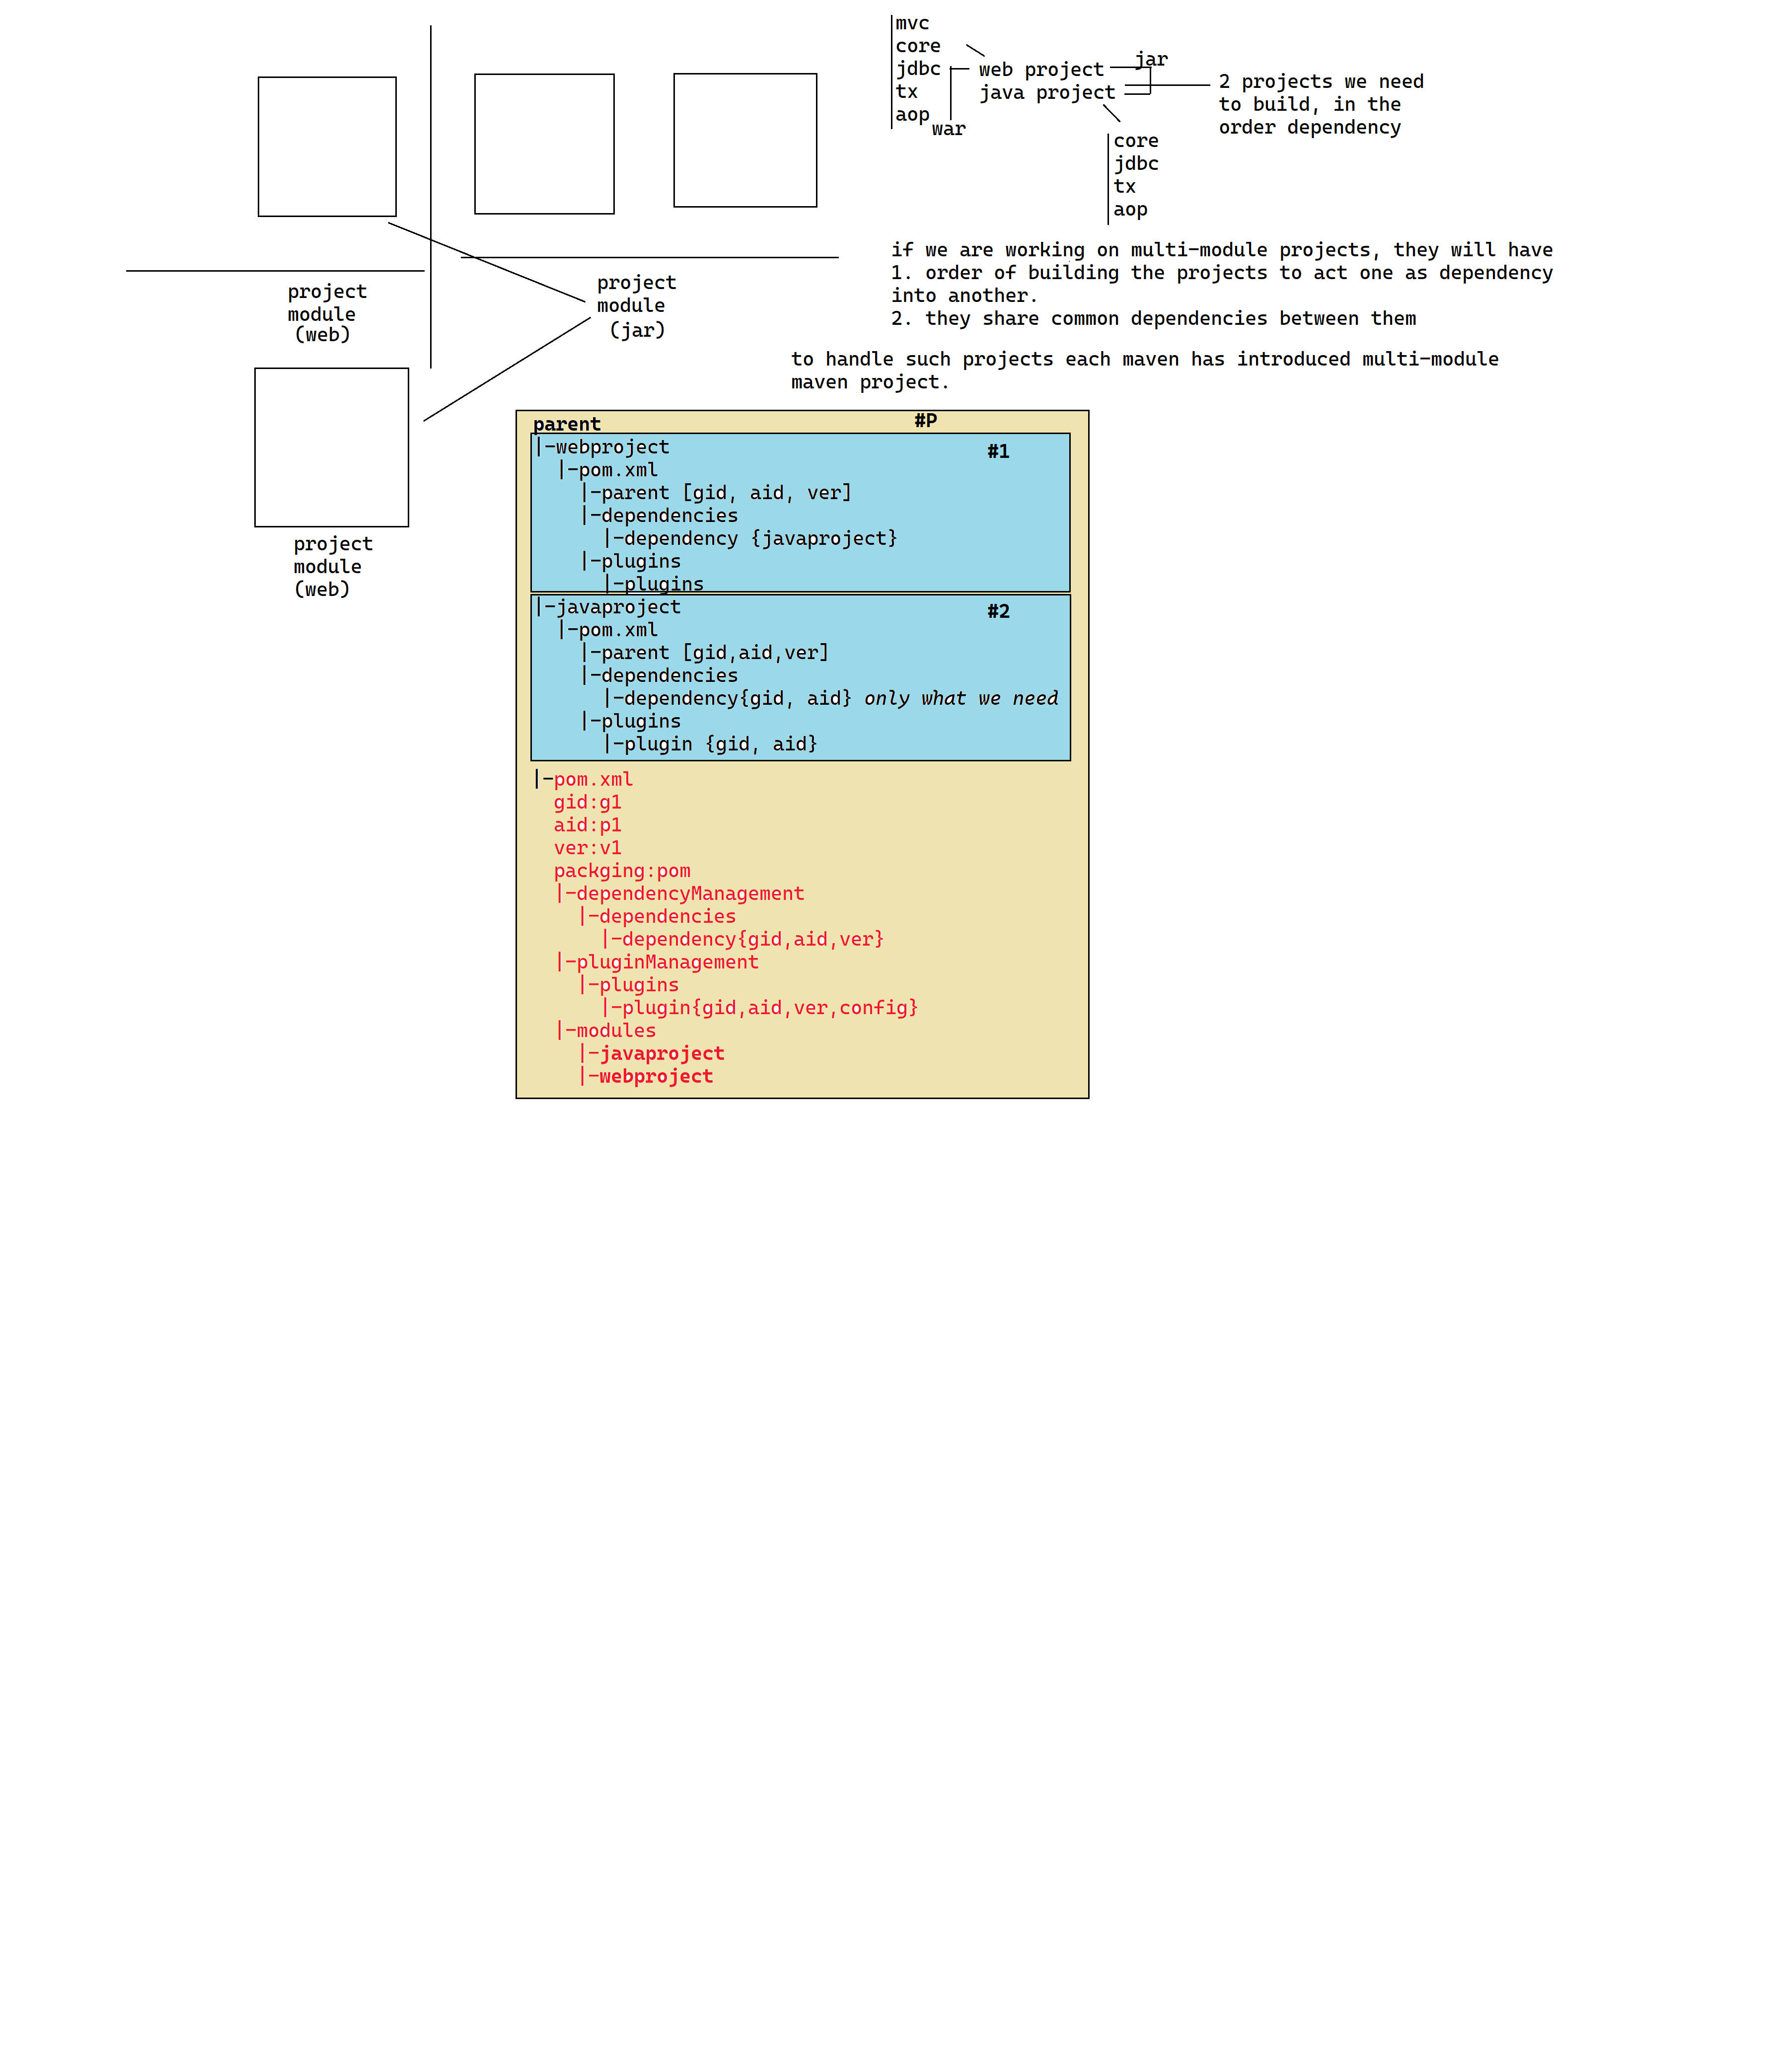 mvc
core
jdbc
tx
aop
war
web project
java project
jar
2 projects we need
to build, in the
order dependency
core
jdbc
tx
aop
project
module
(web)
project
module
(jar)
if we are working on multi-module projects, they will have
1. order of building the projects to act one as dependency
into another.
2. they share common dependencies between them
to handle such projects each maven has introduced multi-module
maven project.
project
module
(web)
parent #P
|-webproject #1
|-pom.xml
|-parent [gid, aid, ver]
|-dependencies
|-dependency {javaproject}
|-plugins
|-plugins
|-javaproject #2
|-pom.xml
|-parent [gid,aid,ver]
|-dependencies
|-dependency{gid, aid} only what we need
|-plugins
|-plugin {gid, aid}
|-pom.xml
gid:g1
aid:p1
ver:v1
packging:pom
|-dependencyManagement
|-dependencies
|-dependency{gid,aid,ver}
|-pluginManagement
|-plugins
|-plugin{gid,aid,ver,config}
|-modules
|-javaproject
|-webproject